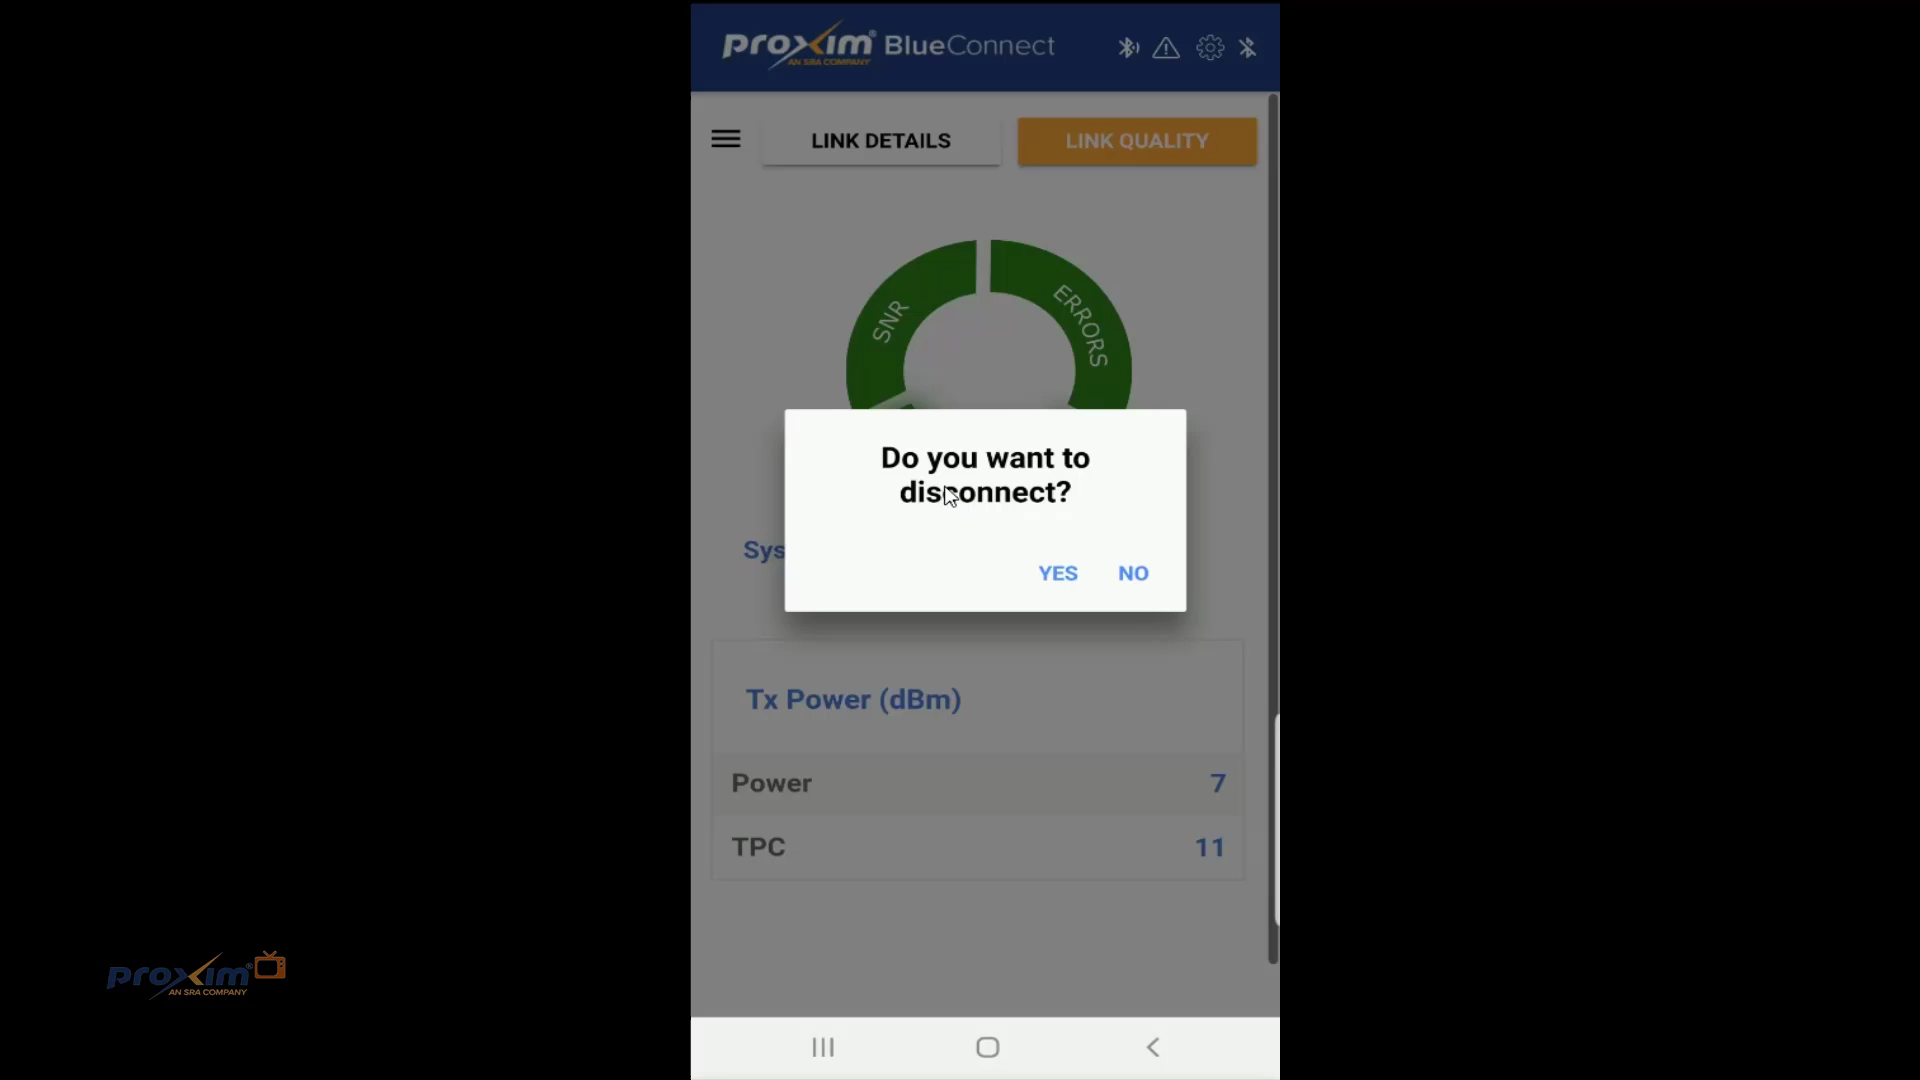 proxim® BlueConnect
AN SRA COMPANY
LINK DETAILS
LINK QUALITY
SNR
ERRORS
Do you want to
disconnect?
YES
NO
Sys
Tx Power (dBm)
Power
7
TPC
11
proxim®
AN SRA COMPANY